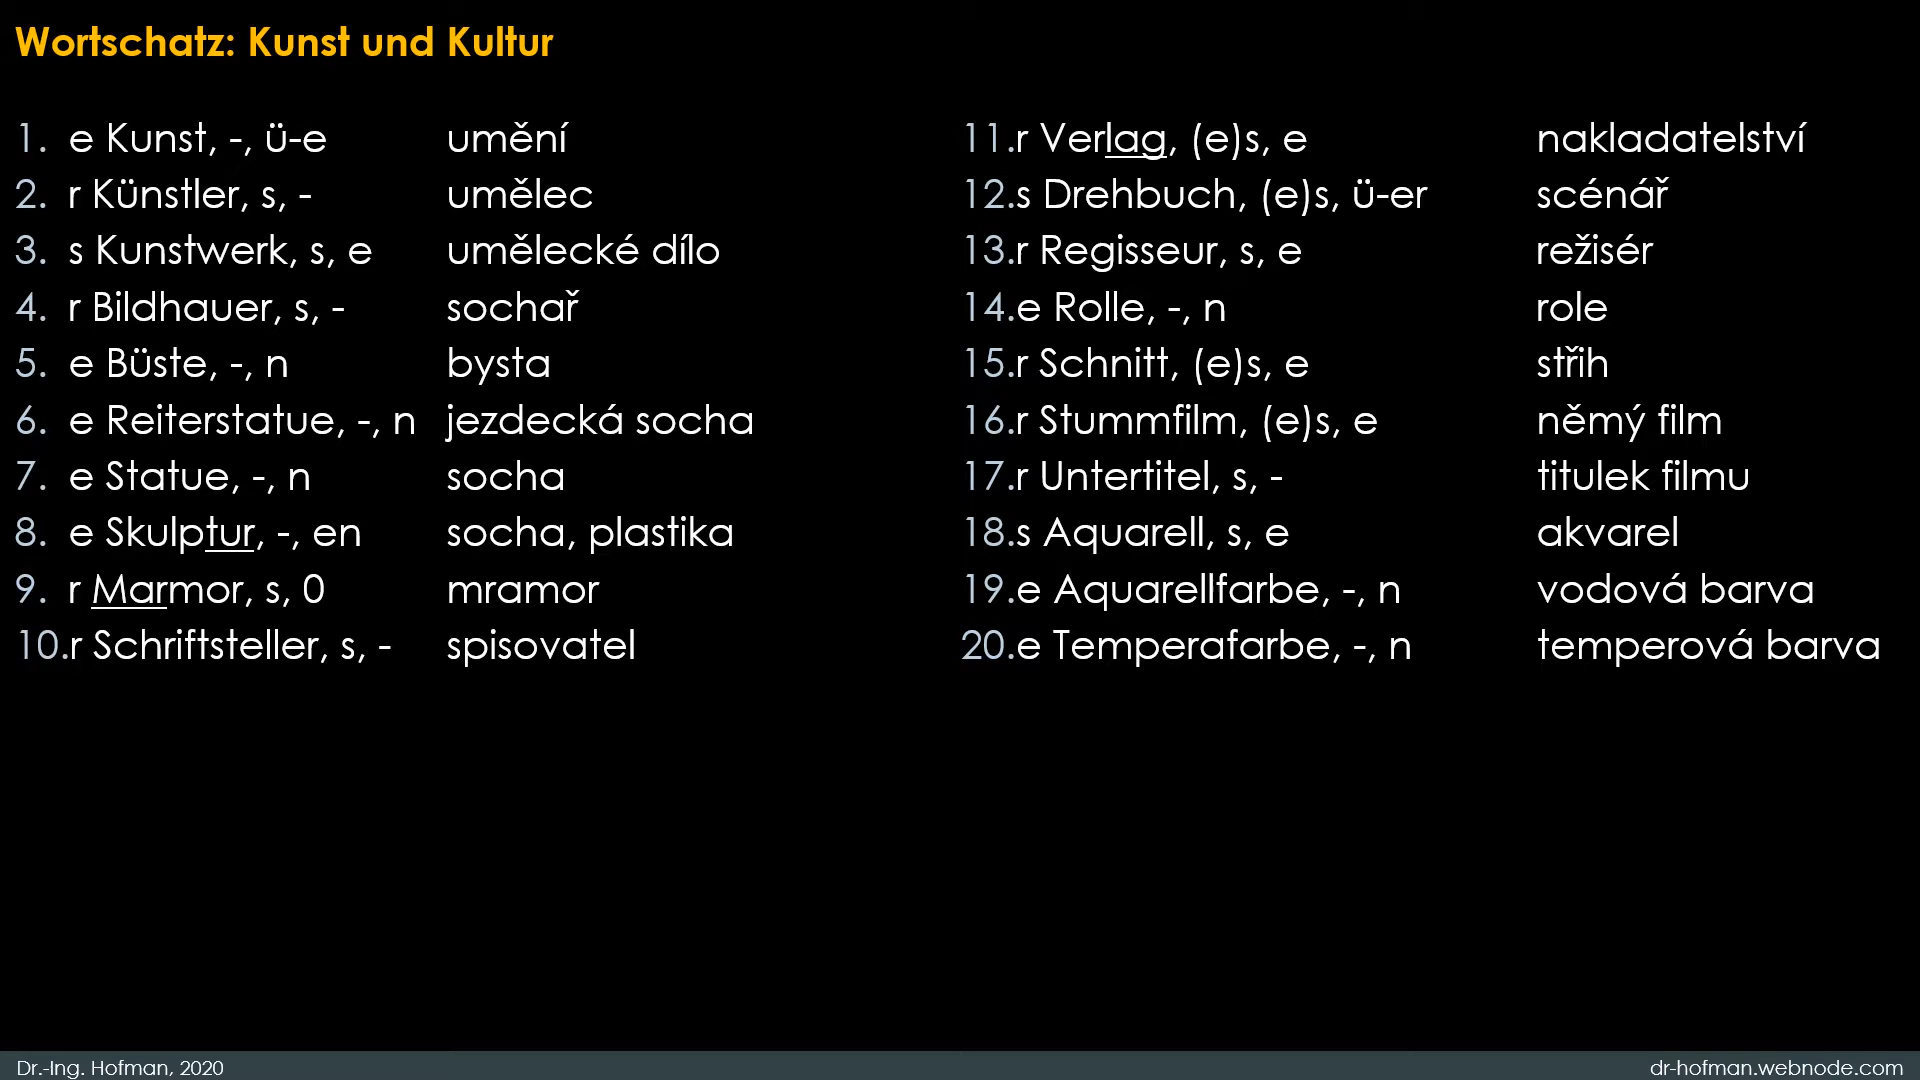 Wortschatz: Kunst und Kultur
1. e Kunst, -, ü-e umění
2. r Künstler, s, - umělec
3. s Kunstwerk, s, e umělecké dílo
4. r Bildhauer, s, - sochař
5. e Büste, -, n bysta
6. e Reiterstatue, -, n jezdecká socha
7. e Statue, -, n socha
8. e Skulptur, -, en socha, plastika
9. r Marmor, s, 0 mramor
10.r Schriftsteller, s, - spisovatel
11.r Verlag, (e)s, e nakladatelství
12.s Drehbuch, (e)s, ü-er scénář
13.r Regisseur, s, e režisér
14.e Rolle, -, n role
15.r Schnitt, (e)s, e střih
16.r Stummfilm, (e)s, e němý film
17.r Untertitel, s, - titulek filmu
18.s Aquarell, s, e akvarel
19.e Aquarellfarbe, -, n vodová barva
20.e Temperafarbe, -, n temperová barva
Dr.-Ing. Hofman, 2020
dr-hofman.webnode.com